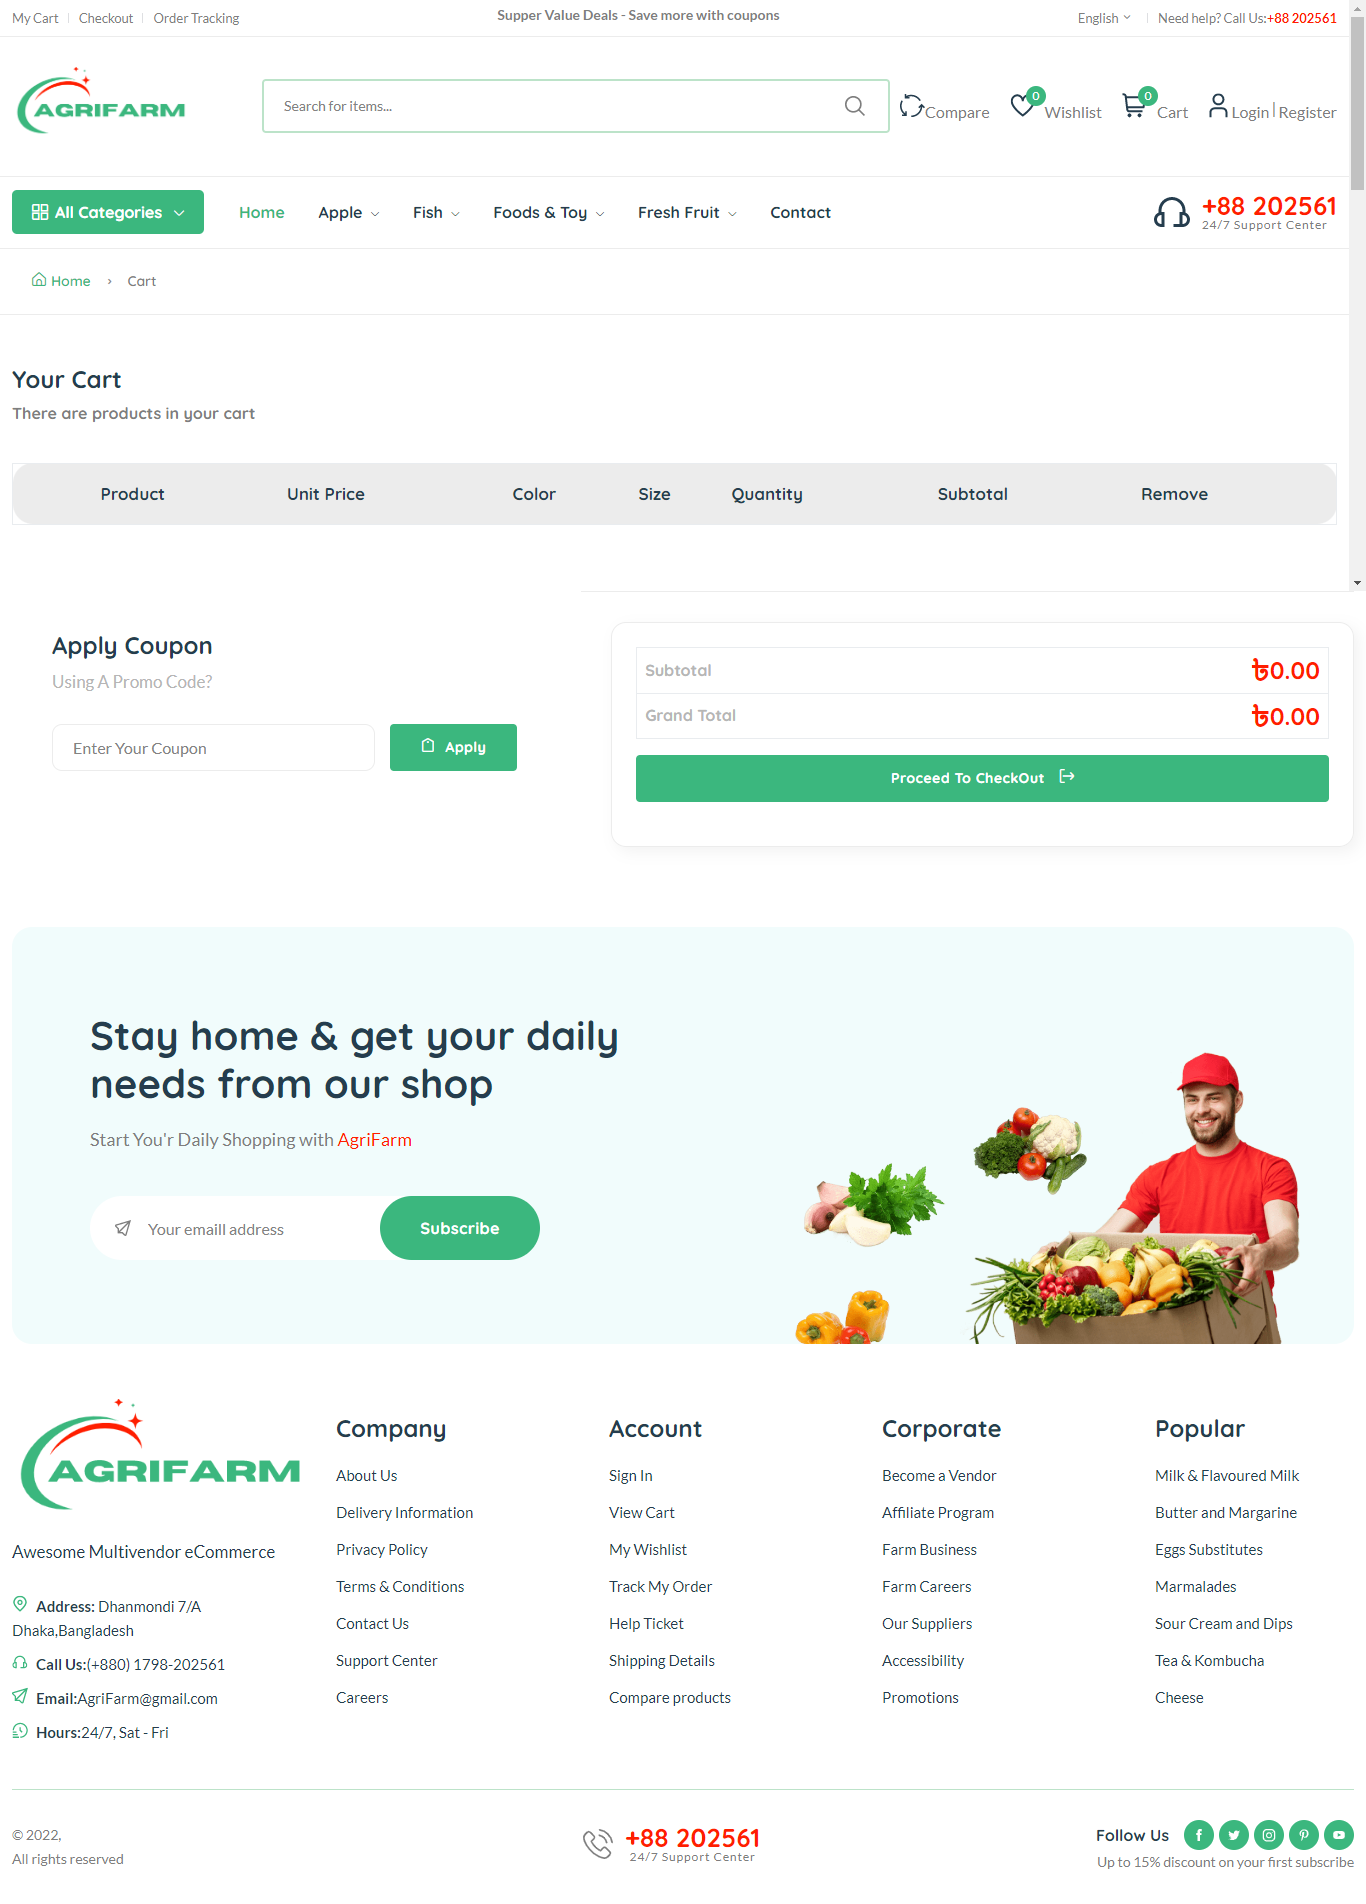 My Cart Checkout Order Tracking Supper Value Deals - Save more with coupons English Need help? Call Us:+88 202561
AGRIFARM Search for items... Compare 0 Wishlist 0 Cart Login Register
All Categories Home Apple Fish Foods & Toy Fresh Fruit Contact +88 202561
24/7 Support Center
Home › Cart
Your Cart
There are products in your cart
Product Unit Price Color Size Quantity Subtotal Remove
Apply Coupon
Using A Promo Code?
Enter Your Coupon Apply
Subtotal ৳0.00
Grand Total ৳0.00
Proceed To CheckOut
Stay home & get your daily
needs from our shop
Start You'r Daily Shopping with AgriFarm
Your emaill address Subscribe
AGRIFARM
Awesome Multivendor eCommerce
Address: Dhanmondi 7/A
Dhaka,Bangladesh
Call Us:(+880) 1798-202561
Email:AgriFarm@gmail.com
Hours:24/7, Sat - Fri
Company
About Us
Delivery Information
Privacy Policy
Terms & Conditions
Contact Us
Support Center
Careers
Account
Sign In
View Cart
My Wishlist
Track My Order
Help Ticket
Shipping Details
Compare products
Corporate
Become a Vendor
Affiliate Program
Farm Business
Farm Careers
Our Suppliers
Accessibility
Promotions
Popular
Milk & Flavoured Milk
Butter and Margarine
Eggs Substitutes
Marmalades
Sour Cream and Dips
Tea & Kombucha
Cheese
© 2022,
All rights reserved
+88 202561
24/7 Support Center
Follow Us
Up to 15% discount on your first subscribe